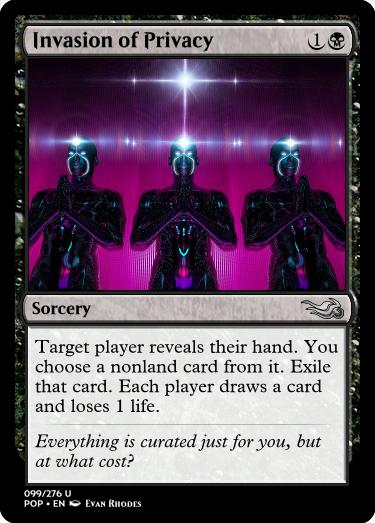 Invasion of Privacy 1
Sorcery
Target player reveals their hand. You
choose a nonland card from it. Exile
that card. Each player draws a card
and loses 1 life.
Everything is curated just for you, but
at what cost?
099/276 U
POP • EN Evan Rhodes